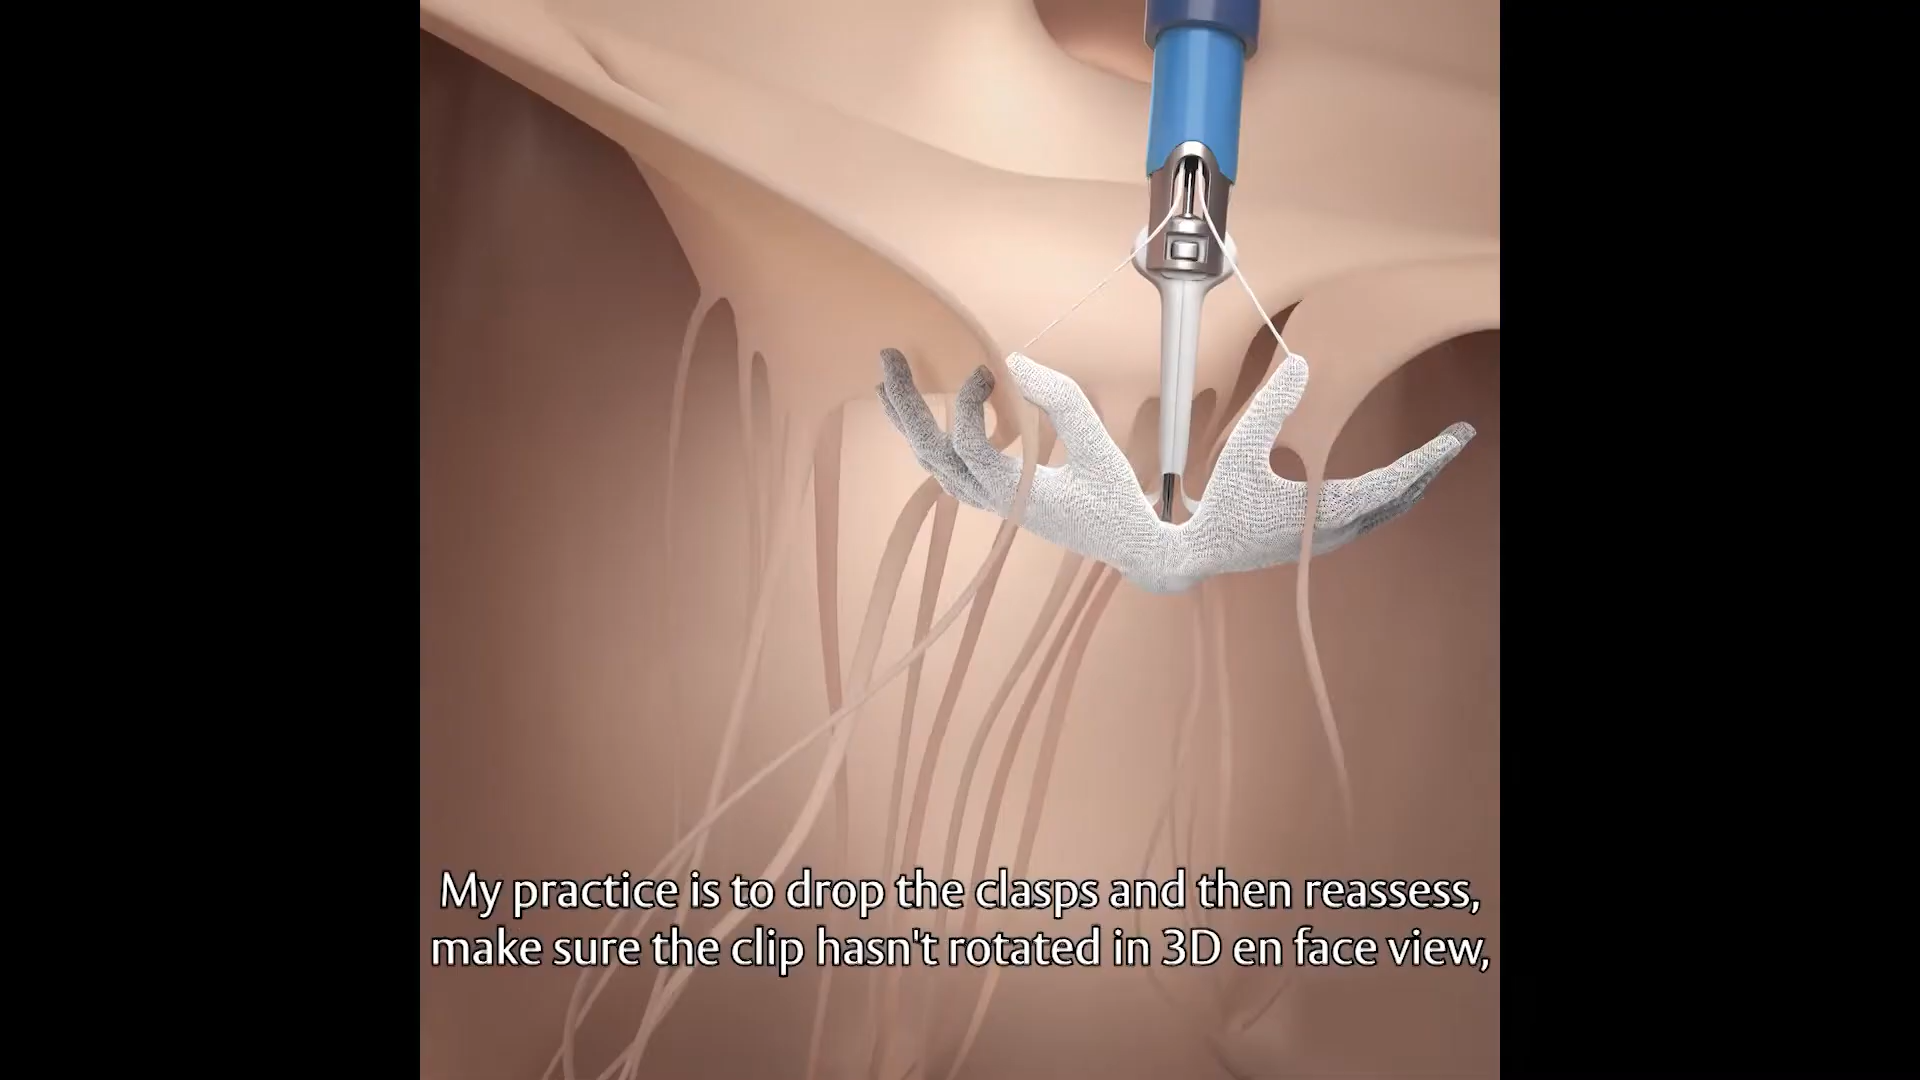 My practice is to drop the clasps and then reassess,
make sure the clip hasn't rotated in 3D en face view,